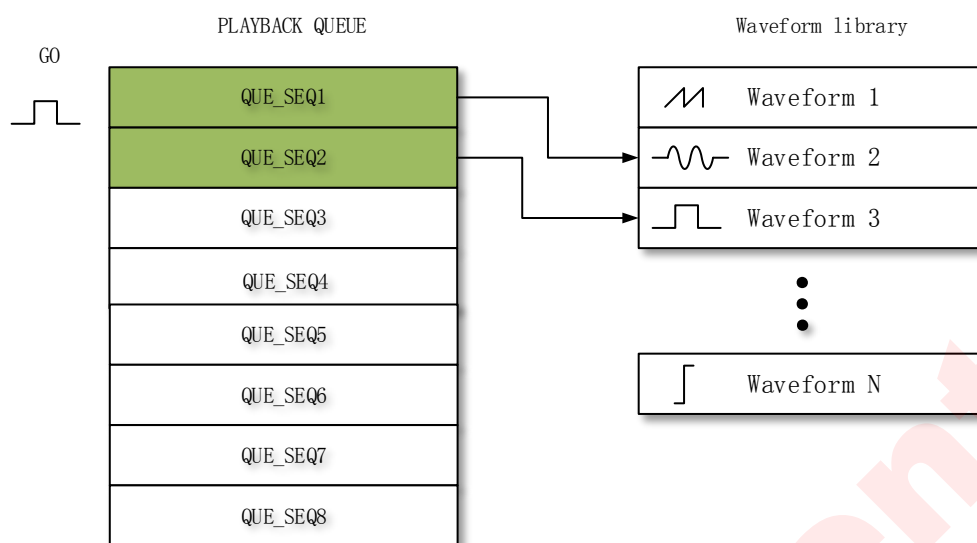 PLAYBACK QUEUE
Waveform library
GO
QUE_SEQ1
QUE_SEQ2
QUE_SEQ3
QUE_SEQ4
QUE_SEQ5
QUE_SEQ6
QUE_SEQ7
QUE_SEQ8
Waveform 1
Waveform 2
Waveform 3
Waveform N